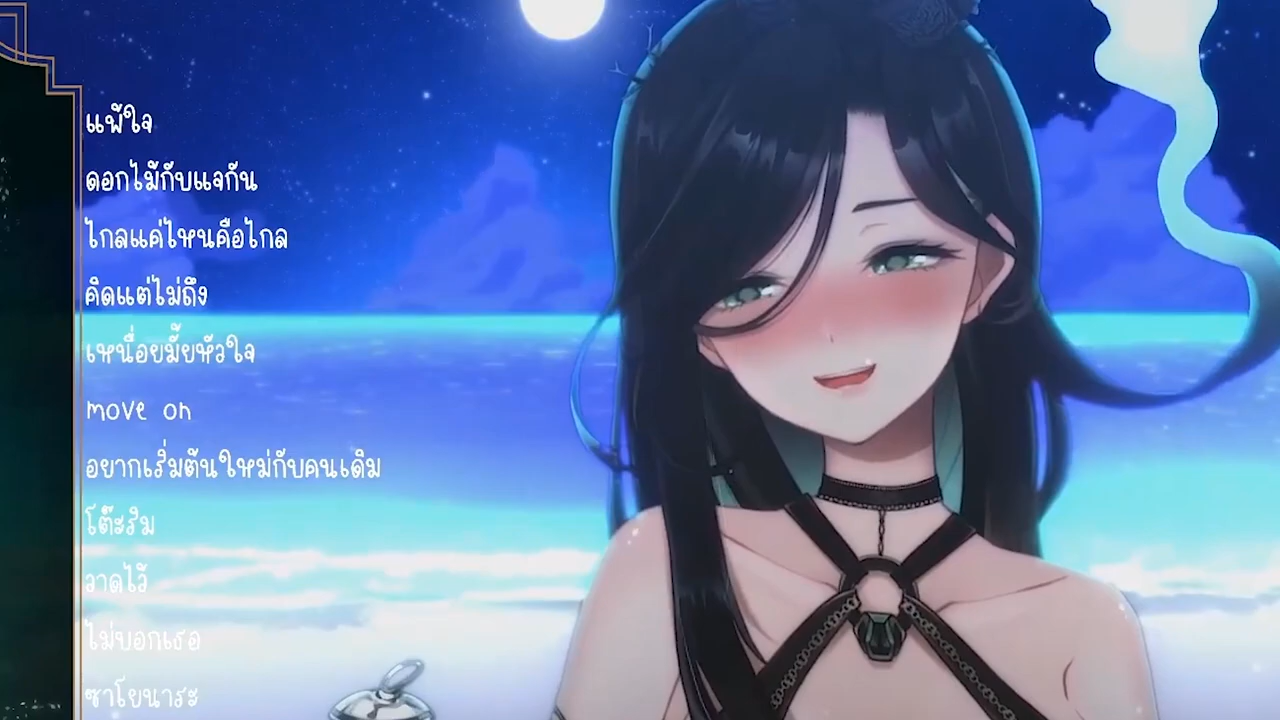 แพ้ใจ
ดอกไม้กับแจกัน
ไกลแค่ไหนคือไกล
คิดแต่ไม่ถึง
เหนื่อยมั้ยหัวใจ
move on
อยากเริ่มต้นใหม่กับคนเดิม
โต๊ะริม
วาดไว้
ไม่บอกเธอ
ซาโยนาระ